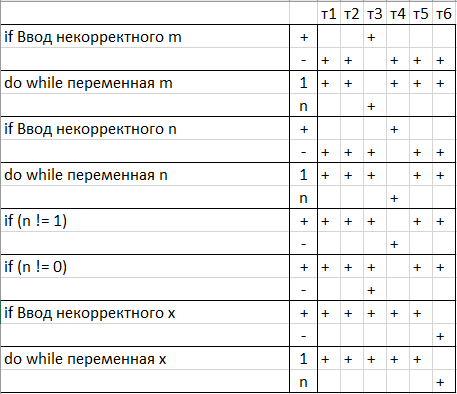 т1 т2 т3 т4 т5 т6
if Ввод некорректного m + +
- + + + + +
do while переменная m 1 + + + + +
n +
if Ввод некорректного n + +
- + + + + +
do while переменная n 1 + + + + +
n +
if (n != 1) + + + + + +
- +
if (n != 0) + + + + + +
- +
if Ввод некорректного x + + + + + +
- +
do while переменная x 1 + + + + +
n +